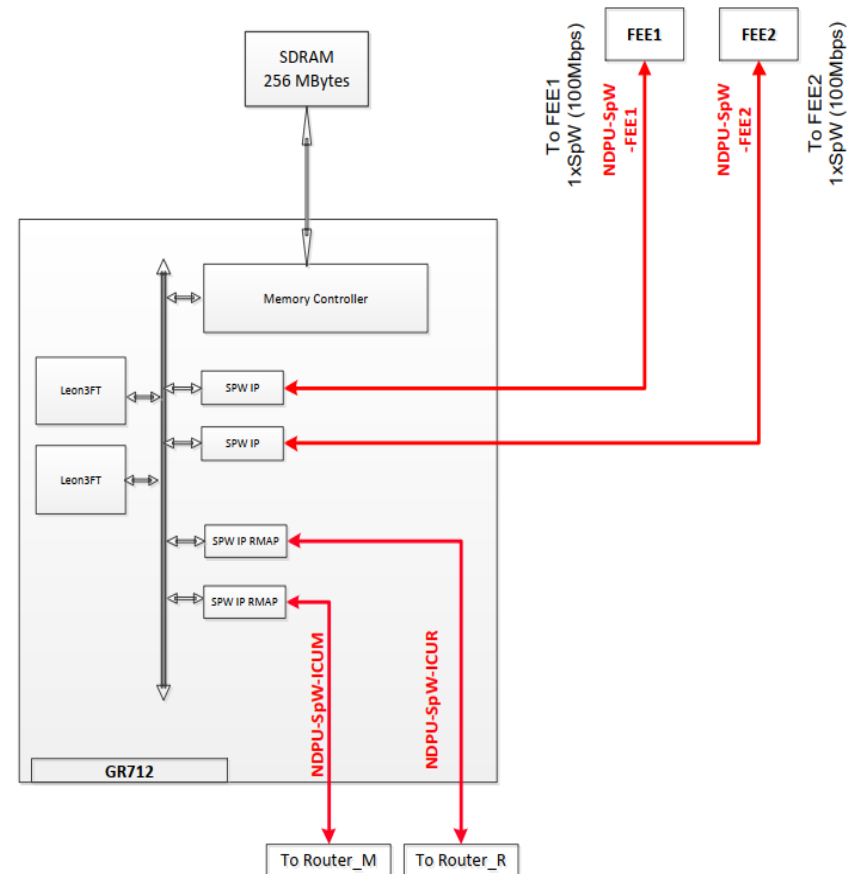 SDRAM
256 MBytes
FEE1
FEE2
To FEE1
1xSpW (100Mbps)
NDPU-SpW
-FEE1
NDPU-SpW
-FEE2
To FEE2
1xSpW (100Mbps)
Memory Controller
Leon3FT
SPW IP
SPW IP
Leon3FT
SPW IP RMAP
SPW IP RMAP
NDPU-SpW-ICUM
NDPU-SpW-ICUR
GR712
To Router_M
To Router_R